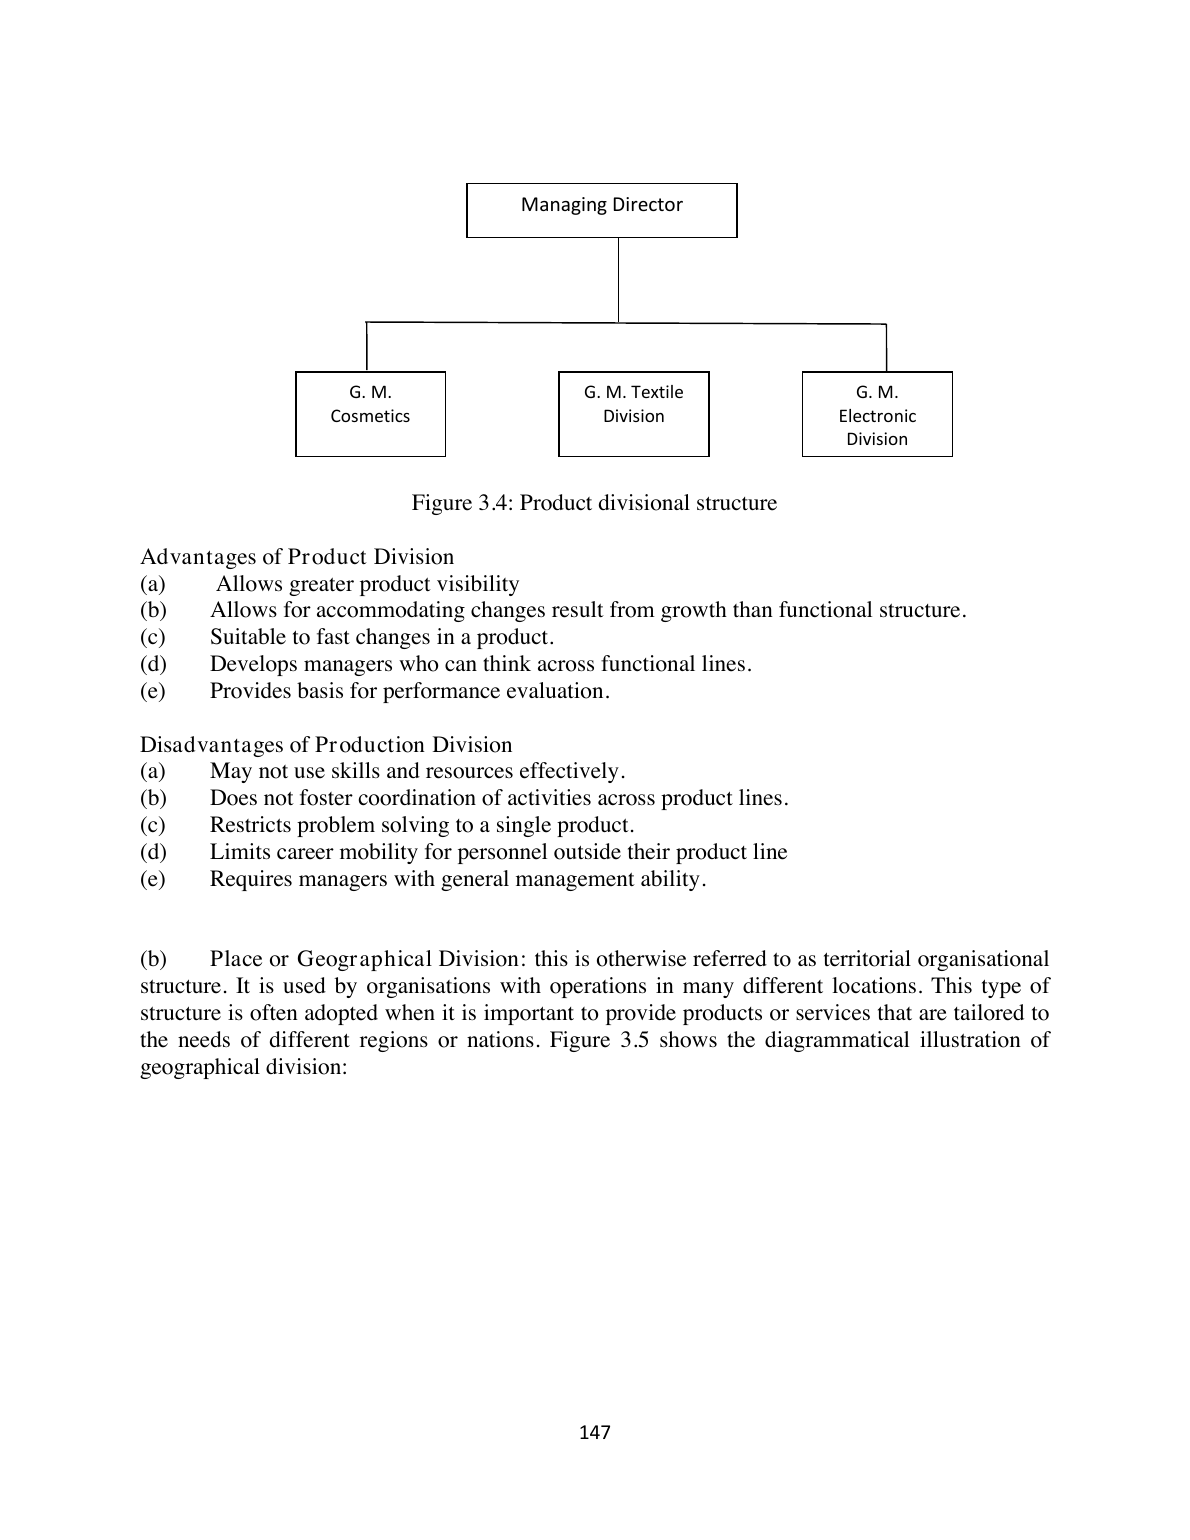 Managing Director
G. M.
Cosmetics
G. M. Textile
Division
G. M.
Electronic
Division
Figure 3.4: Product divisional structure
Advantages of Product Division
(a) Allows greater product visibility
(b) Allows for accommodating changes result from growth than functional structure.
(c) Suitable to fast changes in a product.
(d) Develops managers who can think across functional lines.
(e) Provides basis for performance evaluation.
Disadvantages of Production Division
(a) May not use skills and resources effectively.
(b) Does not foster coordination of activities across product lines.
(c) Restricts problem solving to a single product.
(d) Limits career mobility for personnel outside their product line
(e) Requires managers with general management ability.
(b) Place or Geographical Division: this is otherwise referred to as territorial organisational
structure. It is used by organisations with operations in many different locations. This type of
structure is often adopted when it is important to provide products or services that are tailored to
the needs of different regions or nations. Figure 3.5 shows the diagrammatical illustration of
geographical division:
147